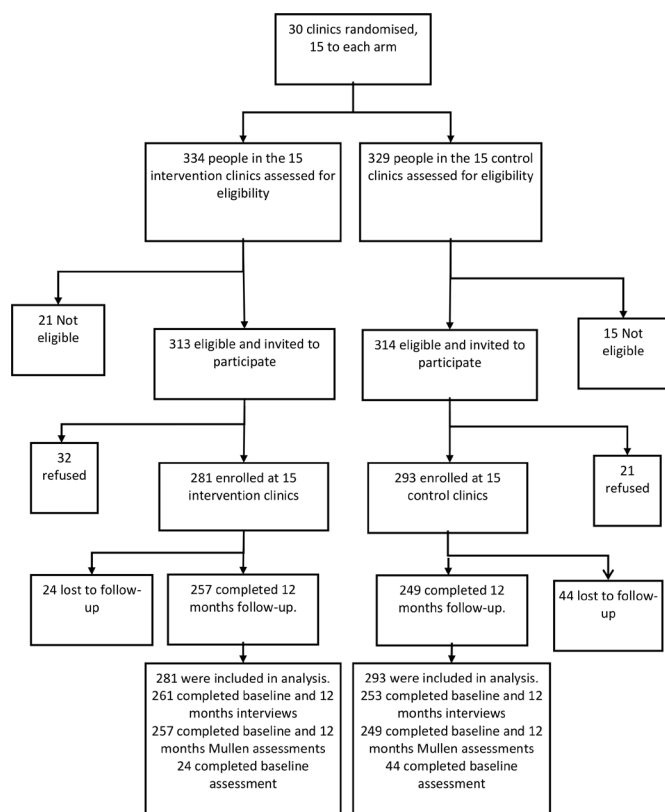 30 clinics randomised,
15 to each arm
334 people in the 15
intervention clinics assessed for
eligibility
329 people in the 15 control
clinics assessed for eligibility
21 Not
eligible
313 eligible and invited to
participate
314 eligible and invited to
participate
15 Not eligible
32
refused
281 enrolled at 15
intervention clinics
293 enrolled at 15
control clinics
21
refused
24 lost to follow-
up
257 completed 12
months follow-up.
249 completed 12
months follow-up.
44 lost to follow-
up
281 were included in analysis.
261 completed baseline and 12
months interviews
257 completed baseline and 12
months Mullen assessments
24 completed baseline
assessment
293 were included in analysis.
253 completed baseline and 12
months interviews
249 completed baseline and 12
months Mullen assessments
44 completed baseline
assessment